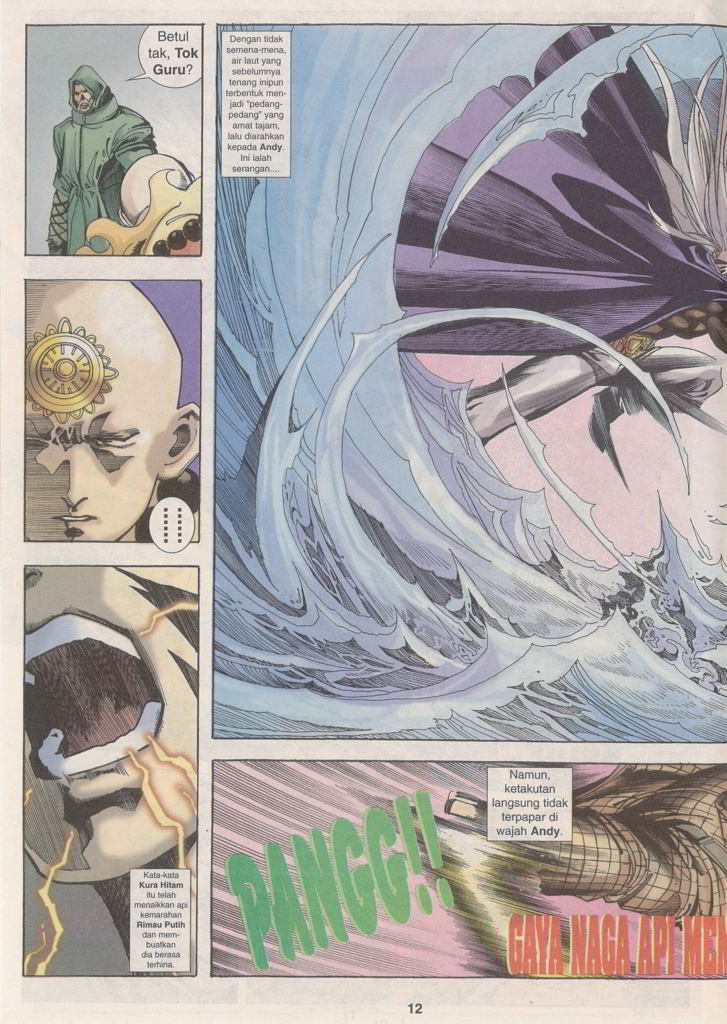 Betul
tak, Tok
Guru?
Dengan tidak
semena-mena,
air laut yang
sebelumnya
tenang inipun
terbentuk men-
jadi "pedang-
pedang" yang
amat tajam,
lalu diarahkan
kepada Andy.
Ini ialah
serangan....
Kata-kata
Kura Hitam
itu telah
menaikkan api
kemarahan
Rimau Putih
dan mem-
buatkan
dia berasa
terhina.
Namun,
ketakutan
langsung tidak
terpapar di
wajah Andy.
PANGG!!
GAYA NAGA API MEN
12